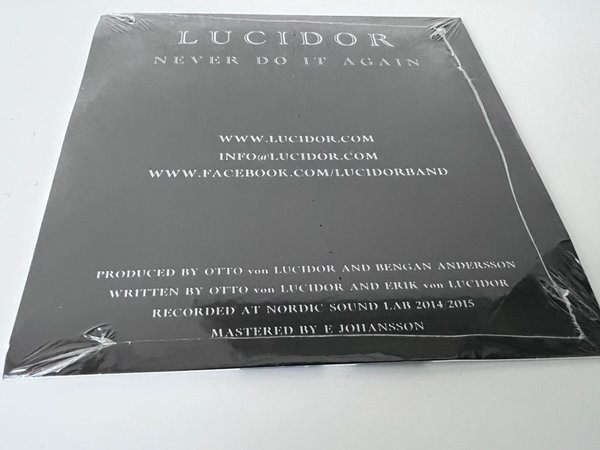 LUCIDOR
NEVER DO IT AGAIN
WWW.LUCIDOR.COM
INFO@LUCIDOR.COM
WWW.FACEBOOK.COM/LUCIDORBAND
PRODUCED BY OTTO von LUCIDOR AND BENGAN ANDERSSON
WRITTEN BY OTTO von LUCIDOR AND ERIK von LUCIDOR
RECORDED AT NORDIC SOUND LAB 2014/2015
MASTERED BY E JOHANSSON